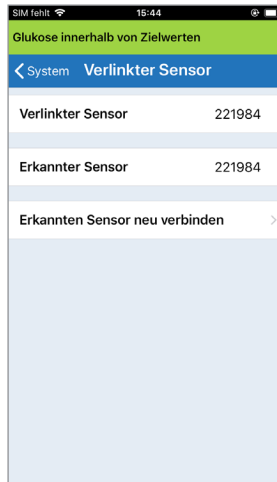 SIM fehlt 15:44
Glukose innerhalb von Zielwerten
System Verlinkter Sensor
Verlinkter Sensor 221984
Erkannter Sensor 221984
Erkannten Sensor neu verbinden